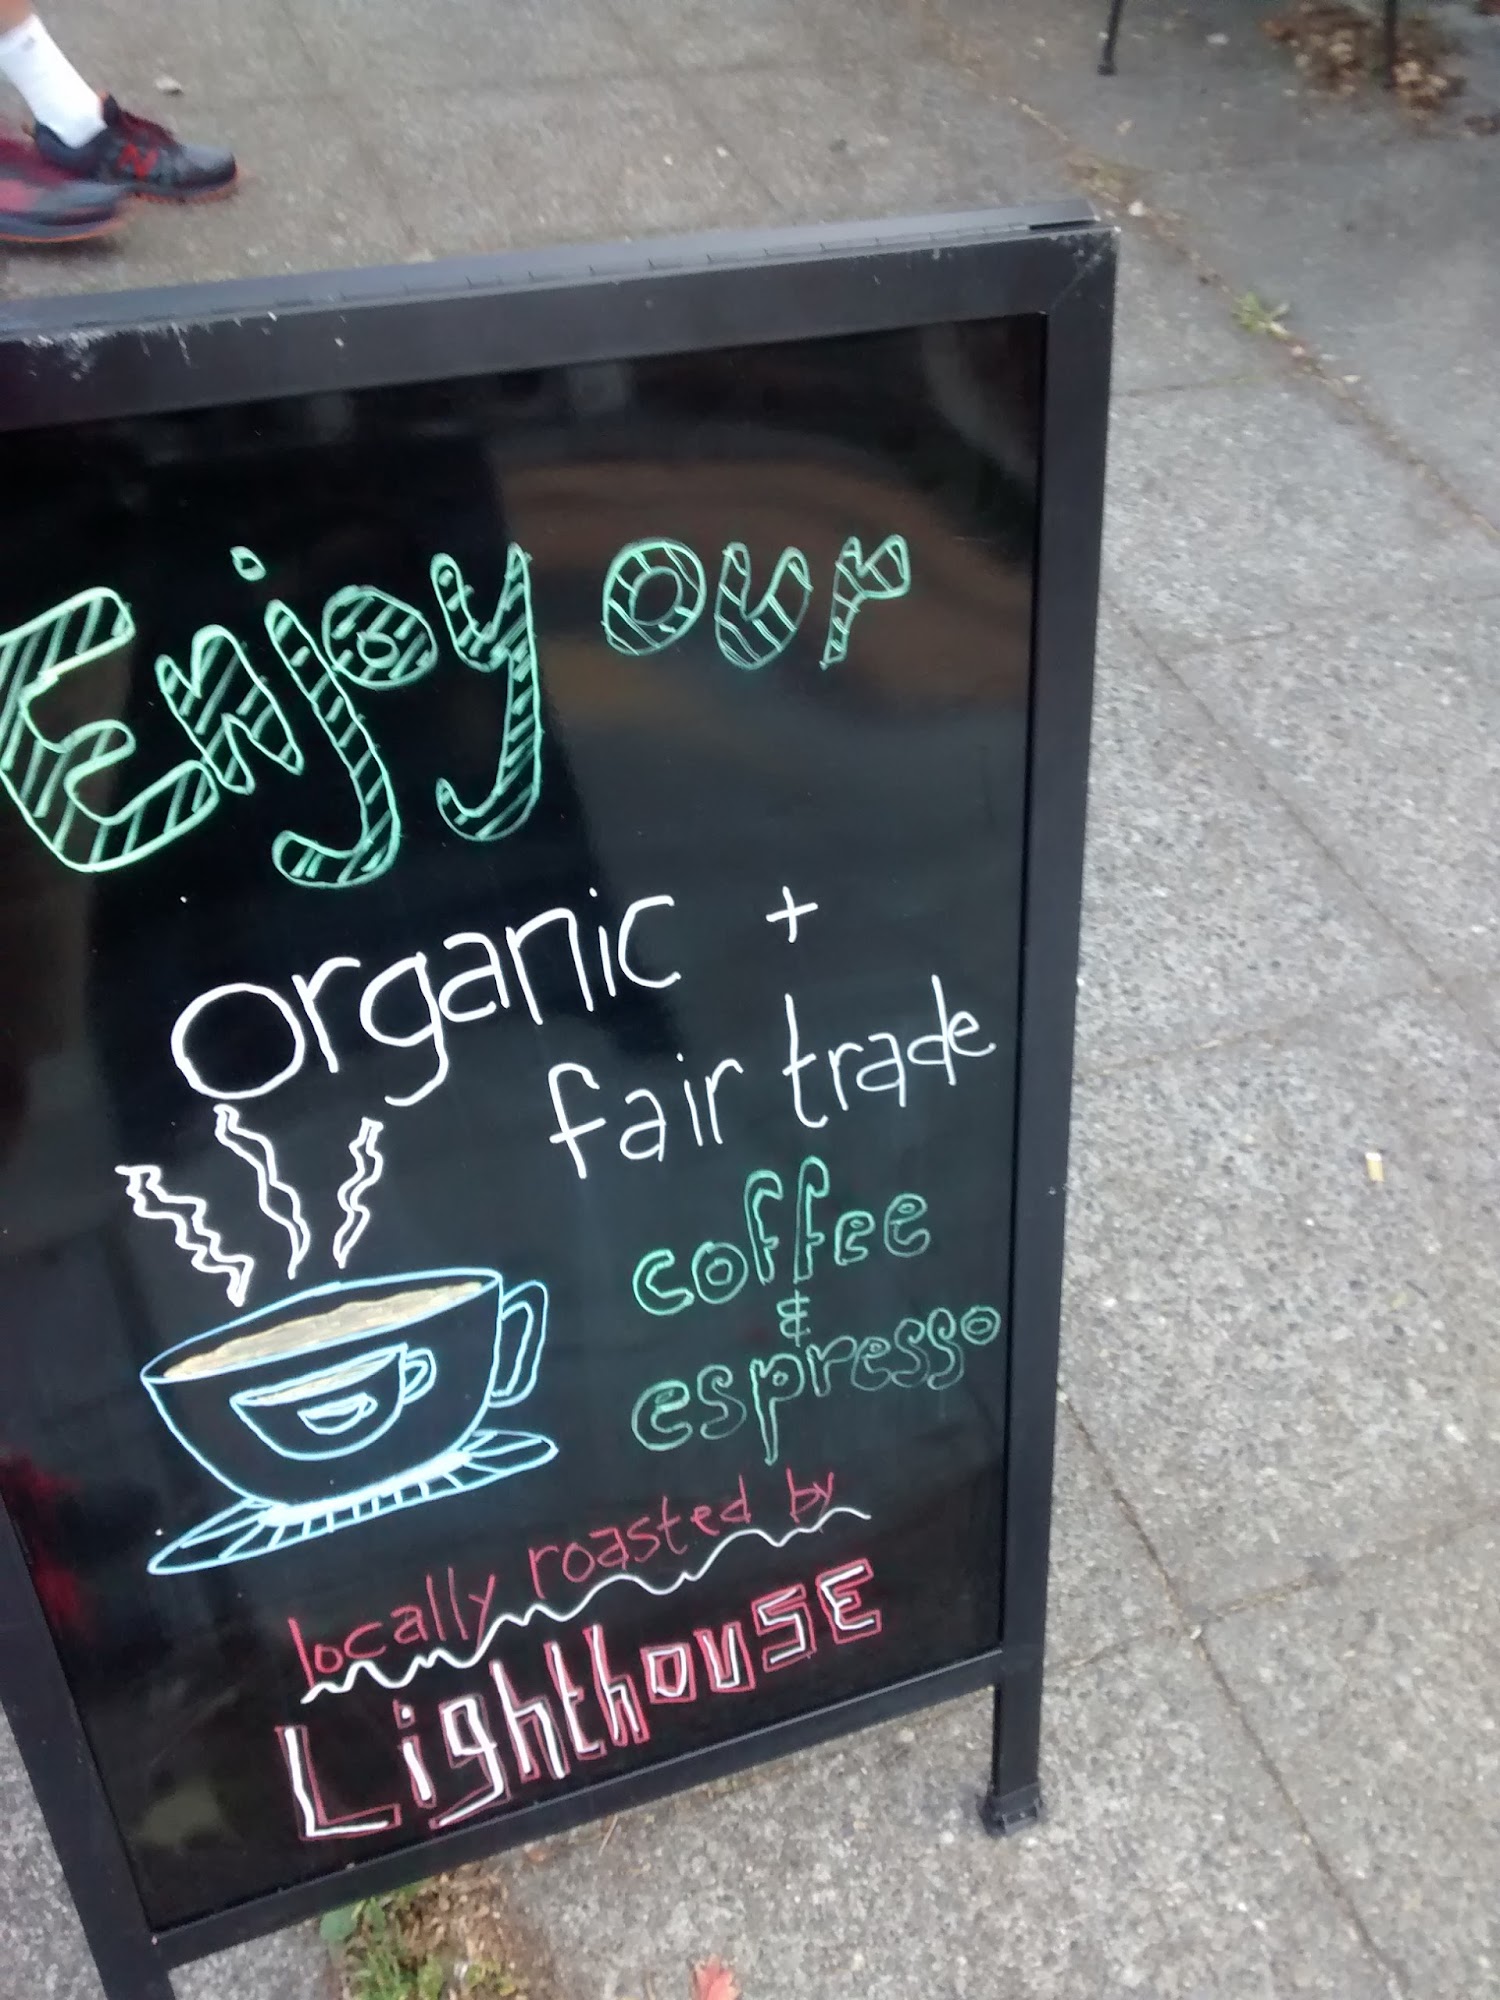 Enjoy our
organic +
fair trade
coffee
&
espresso
locally roasted by
LighthouSE
N